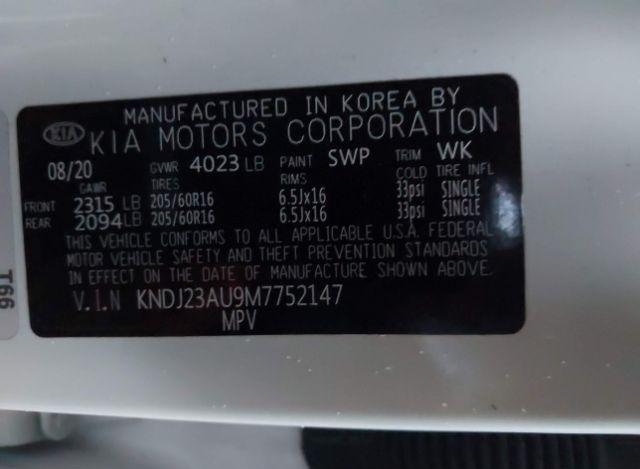 MANUFACTURED IN KOREA BY
KIA KIA MOTORS CORPORATION
08/20 GVWR 4023 LB PAINT SWP TRIM WK
GAWR TIRES RIMS COLD TIRE INFL
FRONT 2315 LB 205/60R16 6.5Jx16 33psi SINGLE
REAR 2094 LB 205/60R16 6.5Jx16 33psi SINGLE
THIS VEHICLE CONFORMS TO ALL APPLICABLE U.S.A. FEDERAL
MOTOR VEHICLE SAFETY AND THEFT PREVENTION STANDARDS
IN EFFECT ON THE DATE OF MANUFACTURE SHOWN ABOVE.
V.I.N KNDJ23AU9M7752147
MPV
T66